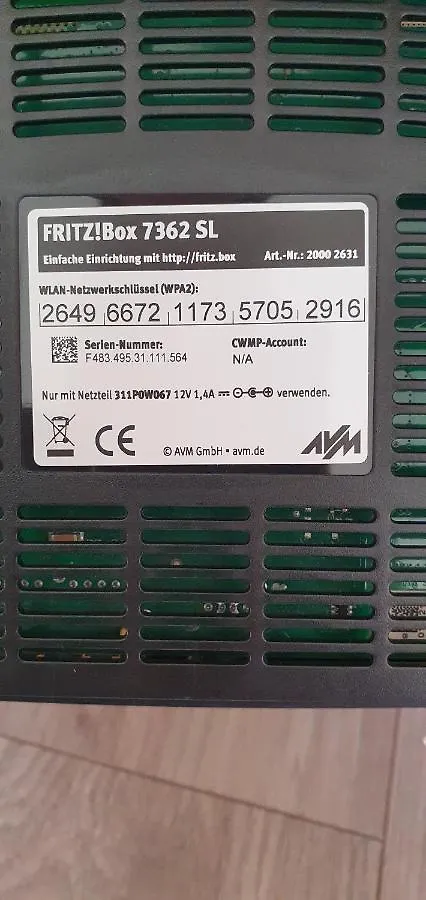 FRITZ!Box 7362 SL
Einfache Einrichtung mit http://fritz.box Art.-Nr.: 2000 2631
WLAN-Netzwerkschlüssel (WPA2):
2649 6672 1173 5705 2916
Serien-Nummer: CWMP-Account:
F483.495.31.111.564 N/A
Nur mit Netzteil 311P0W067 12V 1,4A verwenden.
CE © AVM GmbH • avm.de AVM